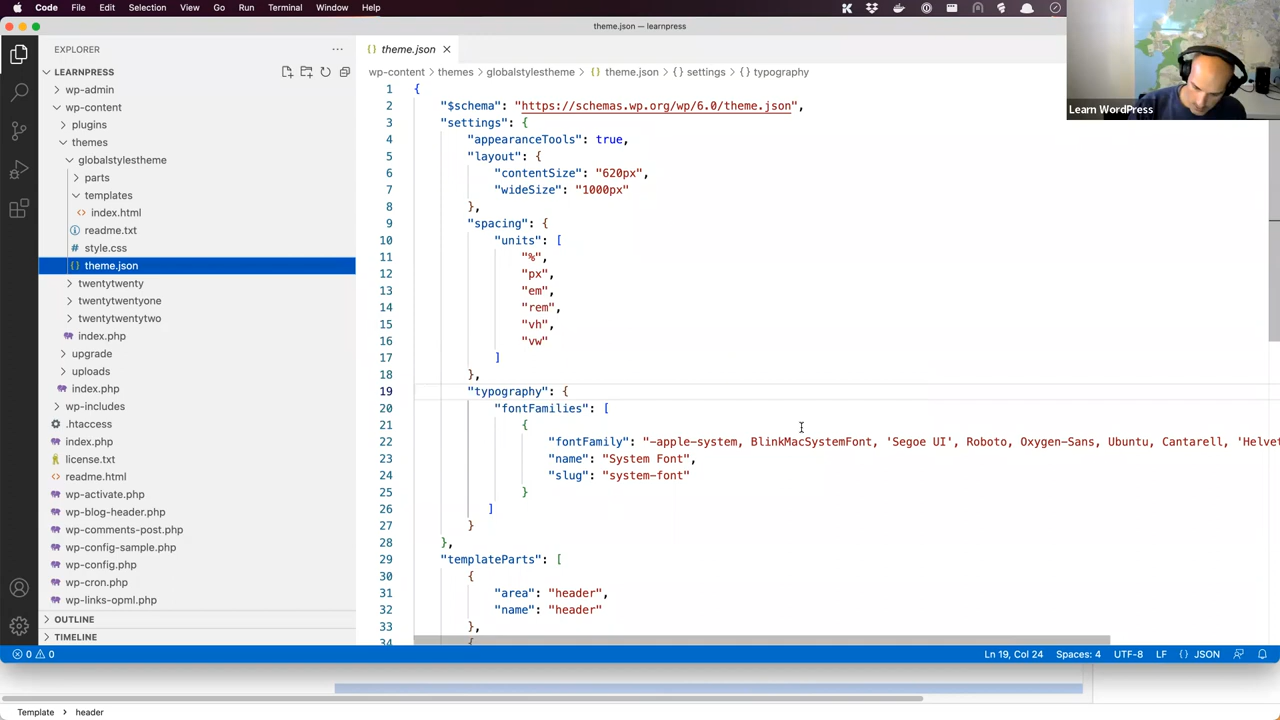 Code File Edit Selection View Go Run Terminal Window Help
theme.json — learnpress
Learn WordPress
EXPLORER
LEARNPRESS
wp-admin
wp-content
plugins
themes
globalstylestheme
parts
templates
index.html
readme.txt
style.css
theme.json
twentytwenty
twentytwentyone
twentytwentytwo
index.php
upgrade
uploads
index.php
wp-includes
.htaccess
index.php
license.txt
readme.html
wp-activate.php
wp-blog-header.php
wp-comments-post.php
wp-config-sample.php
wp-config.php
wp-cron.php
wp-links-opml.php
OUTLINE
TIMELINE
{} theme.json
wp-content > themes > globalstylestheme > {} theme.json > {} settings > {} typography
1 {
2 "$schema": "https://schemas.wp.org/wp/6.0/theme.json",
3 "settings": {
4 "appearanceTools": true,
5 "layout": {
6 "contentSize": "620px",
7 "wideSize": "1000px"
8 },
9 "spacing": {
10 "units": [
11 "%",
12 "px",
13 "em",
14 "rem",
15 "vh",
16 "vw"
17 ]
18 },
19 "typography": {
20 "fontFamilies": [
21 {
22 "fontFamily": "-apple-system, BlinkMacSystemFont, 'Segoe UI', Roboto, Oxygen-Sans, Ubuntu, Cantarell, 'Helvet
23 "name": "System Font",
24 "slug": "system-font"
25 }
26 ]
27 }
28 },
29 "templateParts": [
30 {
31 "area": "header",
32 "name": "header"
33 },
34 {
0 0 Ln 19, Col 24 Spaces: 4 UTF-8 LF {} JSON
Template > header